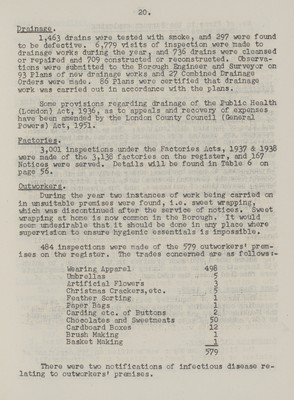 20.
Drainage.
1,463 drains were tested with smoke, and 297 were found
to be defective. 6,779 visits of inspection were made to
drainage works during the year, and 736 drains were cleansed
or repaired and 709 constructed or reconstructed. Observa-
tions were submitted to the Borough Engineer and Surveyor on
93 Plans of new drainage works and 27 Combined Drainage
Orders were made. 86 Plans were certified that drainage
work was carried out in accordance with the plans.
Some provisions regarding drainage of the Public Health
(London) Act, 1936, as to appeals and recovery of expenses
have been amended by the London County Council (General
Powers) Act, 1951.
Factories.
3,001 inspections under the Factories Acts, 1937 & 1938
were made of the 3,138 factories on the register, and 167
Notices were served. Details will be found in Table 6 on
page 56.
Outworkers.
During the year two instances of work being carried on
in unsuitable premises were found, i.e. sweet wrapping,
which was discontinued after the service of notices. Sweet
wrapping at home is now common in the Borough. It would
seem undesirable that it should be done in any place where
supervision to ensure hygienic essentials is impossible.
484 inspections were made of the 579 outworkers' prem-
ises on the register. The trades concerned are as follows:-
Wearing Apparel 498
Umbrellas 5
Artificial Flowers 3
Christmas Crackers, etc. 5
Feather Sorting 1
Paper Bags 1
Carding etc. of Buttons 2
Chocolates and Sweetmeats 50
Cardboard Boxes 12
Brush Making 1
Basket Making 1
579
There were two notifications of infectious disease re-
lating to outworkers' premises.